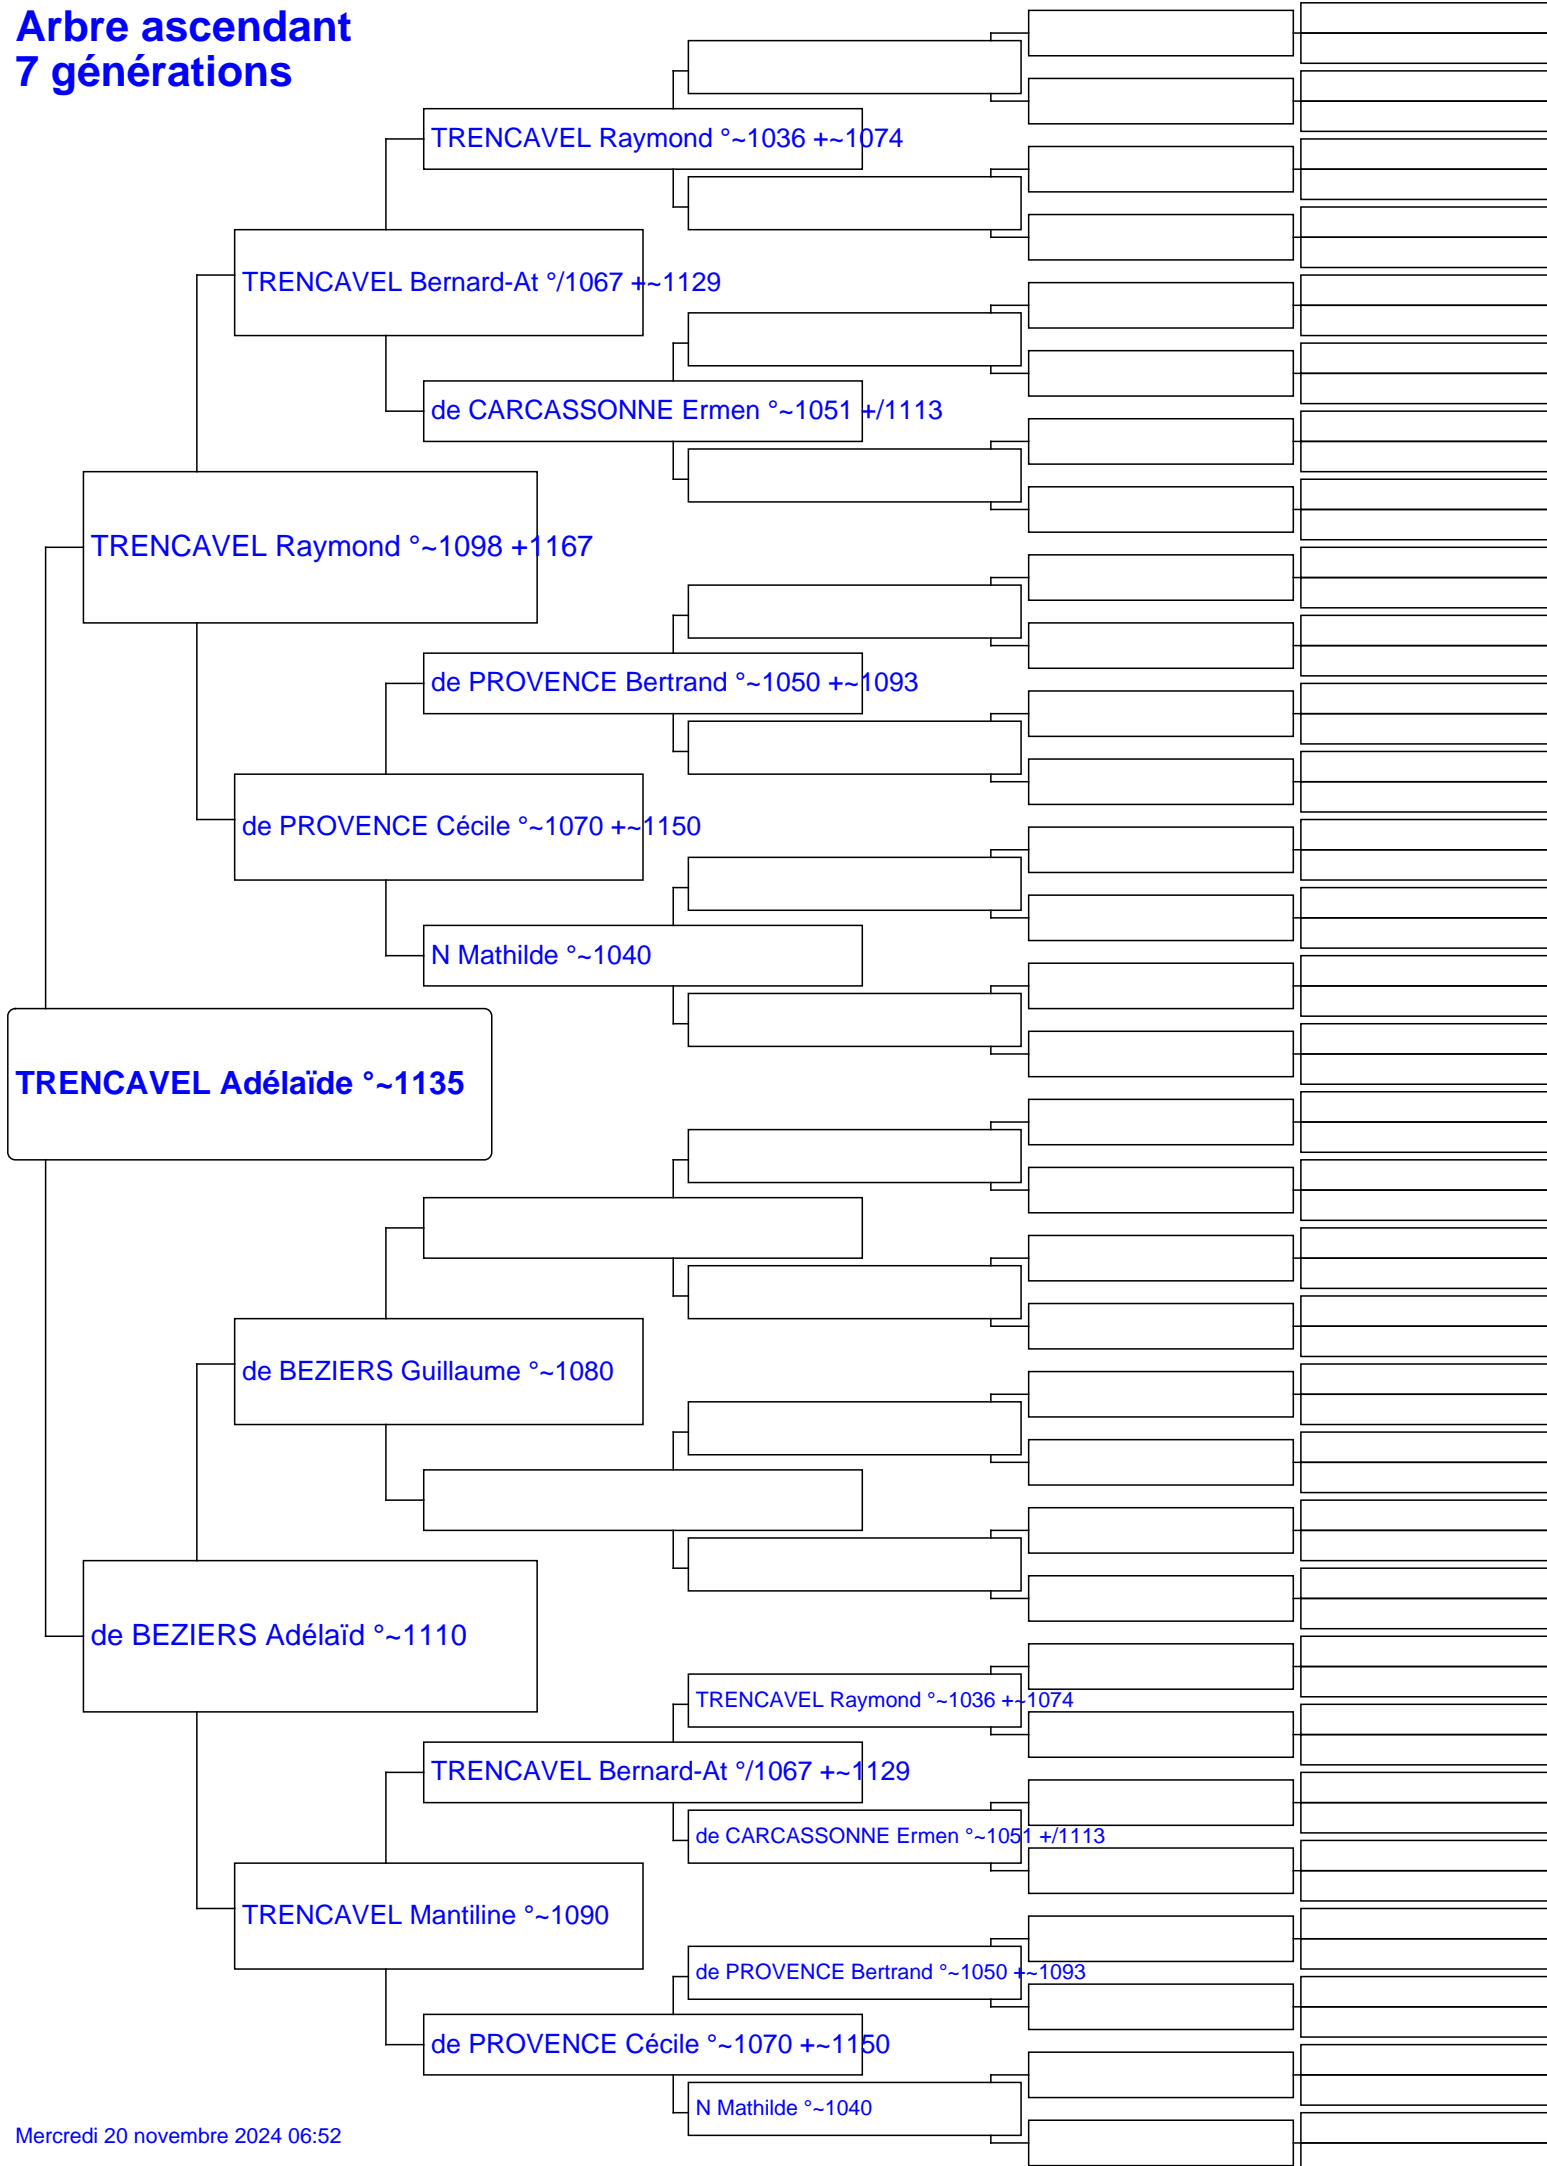 Arbre ascendant
7 générations
TRENCAVEL Raymond °~1036 +~1074
TRENCAVEL Bernard-At °/1067 +~1129
de CARCASSONNE Ermen °~1051 +/1113
TRENCAVEL Raymond °~1098 +1167
de PROVENCE Bertrand °~1050 +~1093
de PROVENCE Cécile °~1070 +~1150
N Mathilde °~1040
TRENCAVEL Adélaïde °~1135
de BEZIERS Guillaume °~1080
de BEZIERS Adélaïd °~1110
TRENCAVEL Raymond °~1036 +~1074
TRENCAVEL Bernard-At °/1067 +~1129
de CARCASSONNE Ermen °~1051 +/1113
TRENCAVEL Mantiline °~1090
de PROVENCE Bertrand °~1050 +~1093
de PROVENCE Cécile °~1070 +~1150
N Mathilde °~1040
Mercredi 20 novembre 2024 06:52